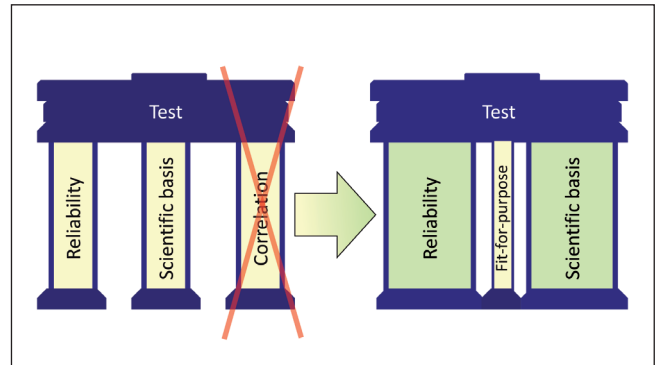 Test
Reliability
Scientific basis
Correlation
Test
Reliability
Fit-for-purpose
Scientific basis